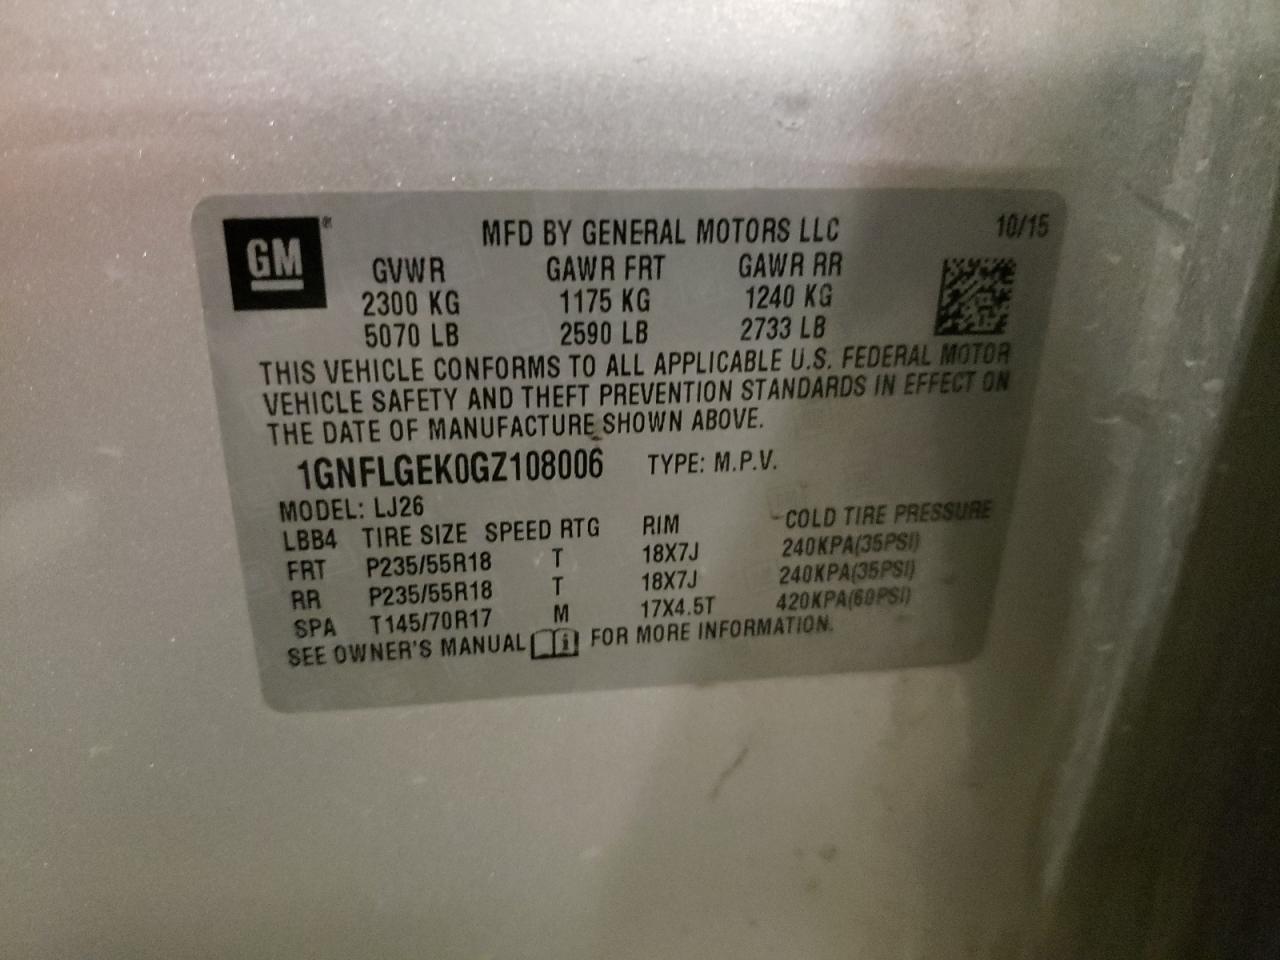 GM ®
MFD BY GENERAL MOTORS LLC 10/15
GVWR GAWR FRT GAWR RR
2300 KG 1175 KG 1240 KG
5070 LB 2590 LB 2733 LB
THIS VEHICLE CONFORMS TO ALL APPLICABLE U.S. FEDERAL MOTOR
VEHICLE SAFETY AND THEFT PREVENTION STANDARDS IN EFFECT ON
THE DATE OF MANUFACTURE SHOWN ABOVE.
1GNFLGEK0GZ108006 TYPE: M.P.V.
MODEL: LJ26
LBB4 TIRE SIZE SPEED RTG RIM COLD TIRE PRESSURE
FRT P235/55R18 T 18X7J 240KPA(35PSI)
RR P235/55R18 T 18X7J 240KPA(35PSI)
SPA T145/70R17 M 17X4.5T 420KPA(60PSI)
SEE OWNER'S MANUAL i FOR MORE INFORMATION.